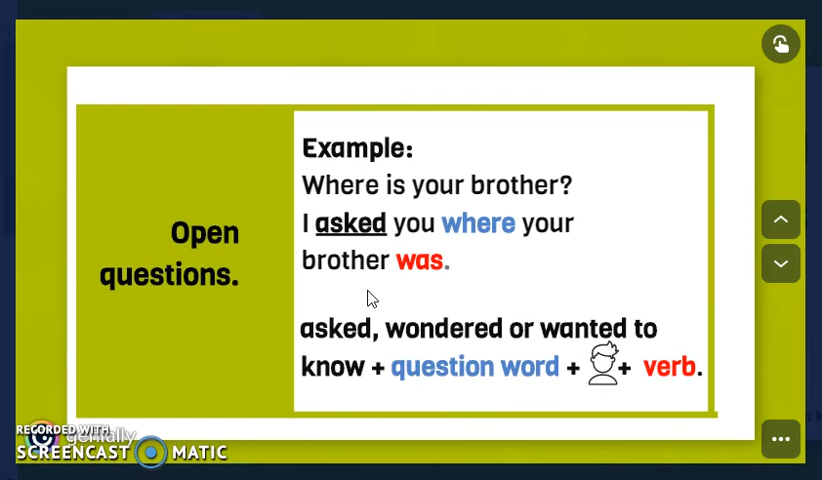 Open
questions.
Example:
Where is your brother?
I asked you where your
brother was.
asked, wondered or wanted to
know + question word + + verb.
RECORDED WITH
genially
SCREENCAST MATIC